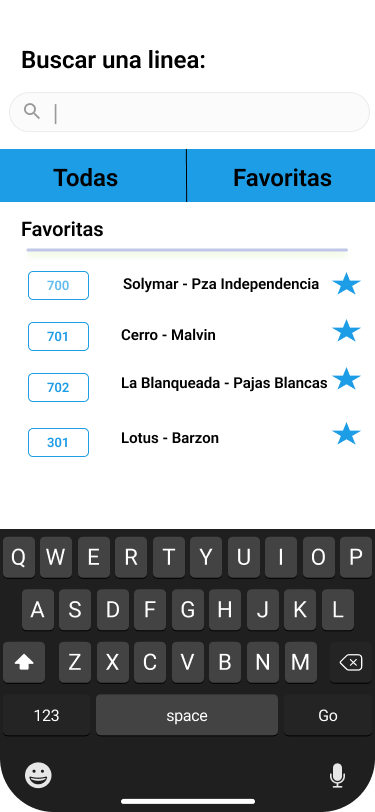 Buscar una linea:
Todas Favoritas
Favoritas
700 Solymar - Pza Independencia
701 Cerro - Malvin
702 La Blanqueada - Pajas Blancas
301 Lotus - Barzon
Q W E R T Y U I O P
A S D F G H J K L
Z X C V B N M
123 space Go